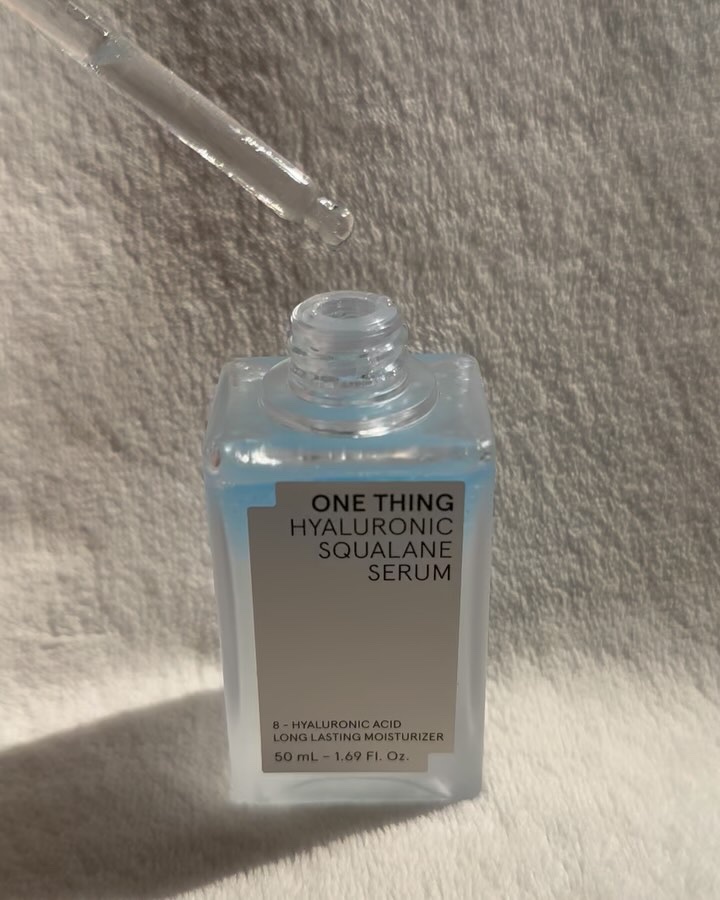 ONE THING
HYALURONIC
SQUALANE
SERUM
8 - HYALURONIC ACID
LONG LASTING MOISTURIZER
50 mL - 1.69 Fl. Oz.